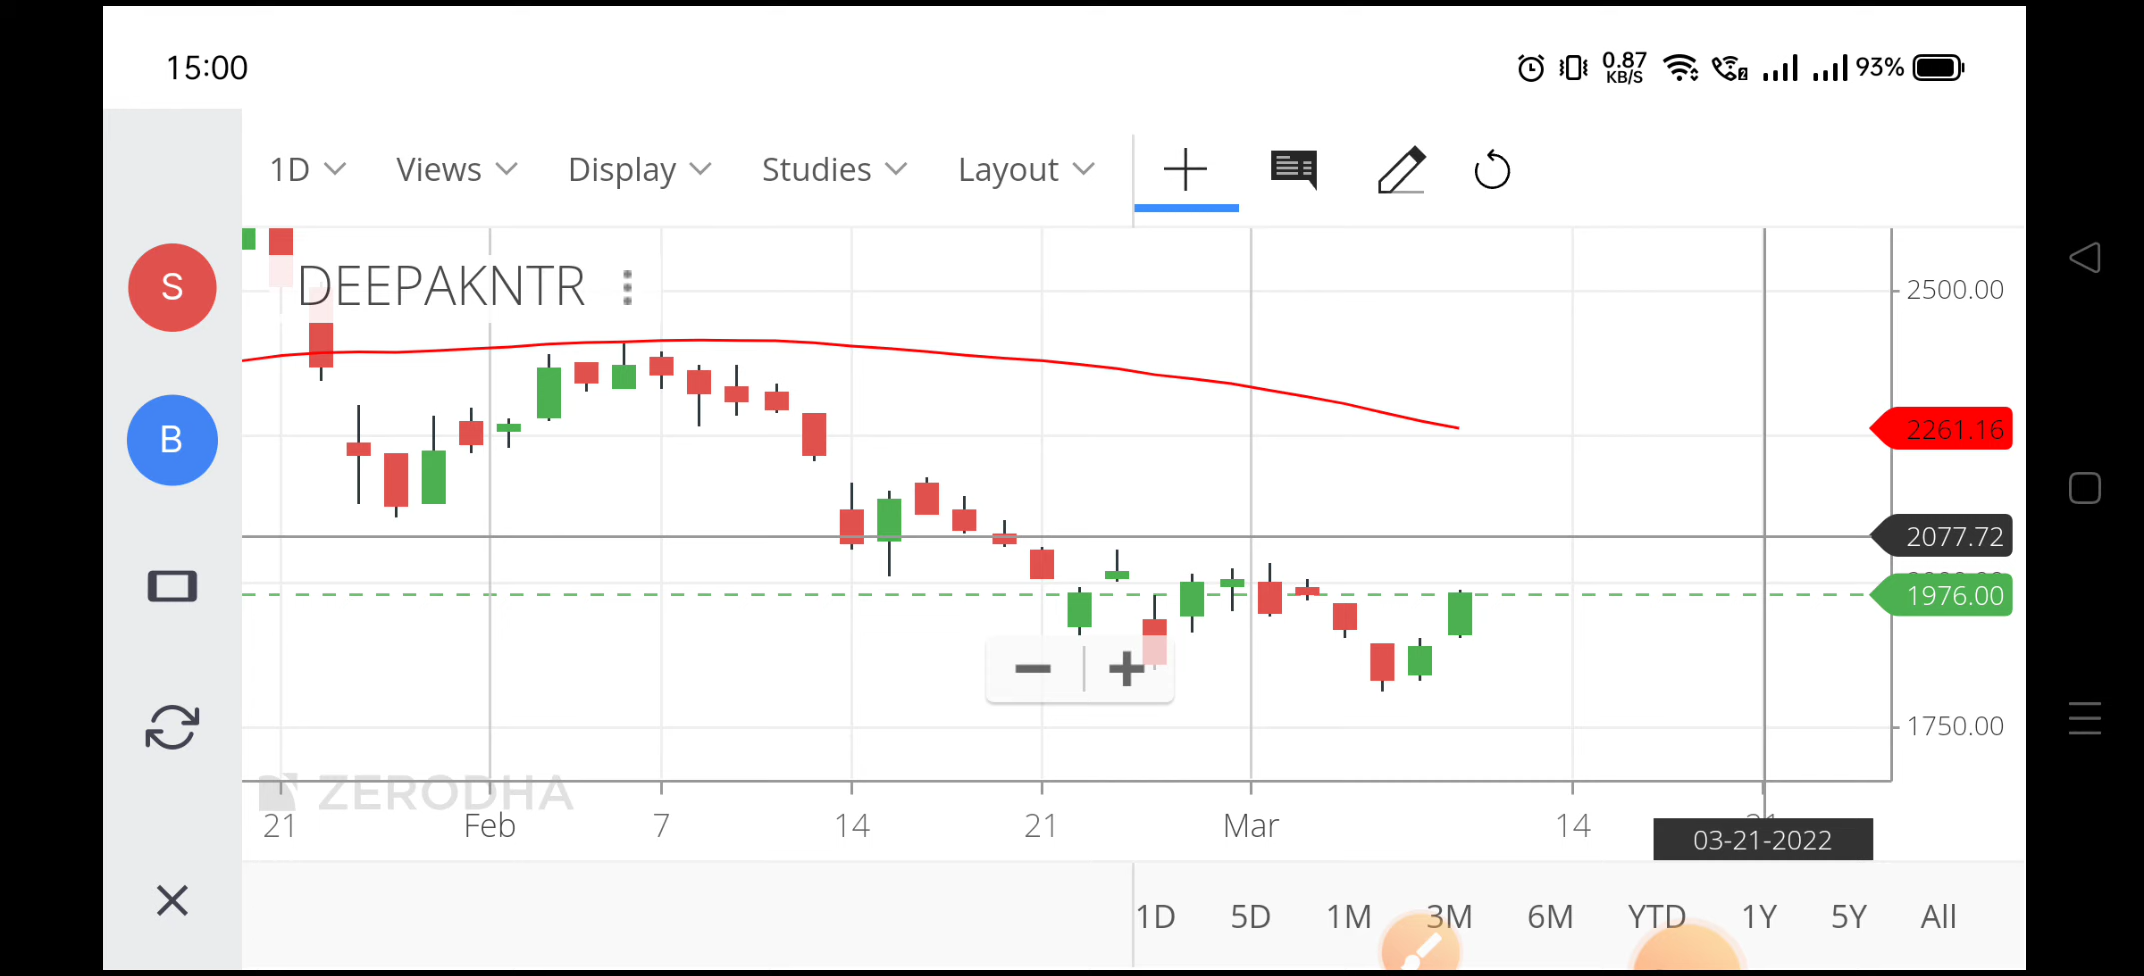 15:00
0.87
KB/S
2
93%
1D Views Display Studies Layout
S
DEEPAKNTR
2500.00
B
2261.16
2077.72
1976.00
1750.00
ZERODHA
21 Feb 7 14 21 Mar 14
03-21-2022
1D 5D 1M 3M 6M YTD 1Y 5Y All